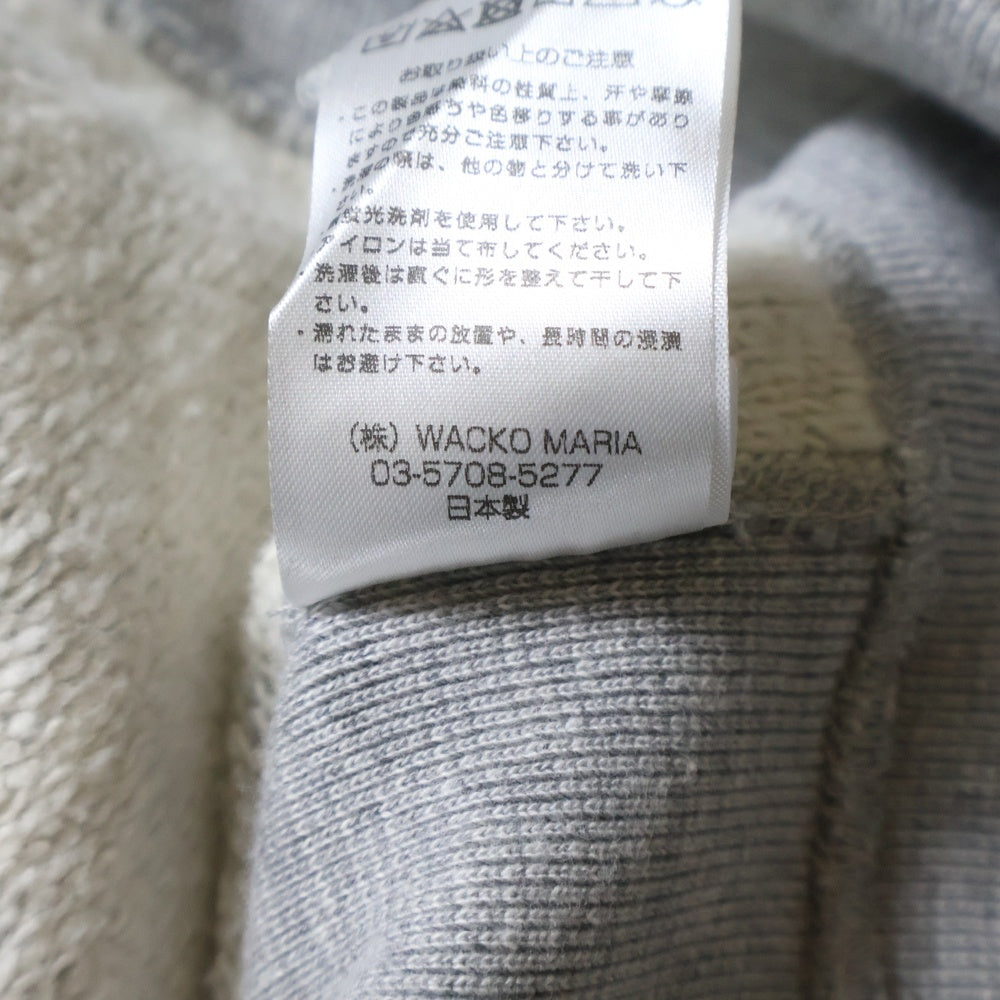 お取り扱い上のご注意
・この製品は染料の性質上、汗や摩擦
により色落ちや色移りする事があり
ますので充分ご注意下さい。
・洗濯の際は、他の物と分けて洗い下
さい。
蛍光洗剤を使用して下さい。
アイロンは当て布してください。
・洗濯後は直ぐに形を整えて干して下
さい。
・濡れたままの放置や、長時間の浸漬
はお避け下さい。
（株）WACKO MARIA
03-5708-5277
日本製